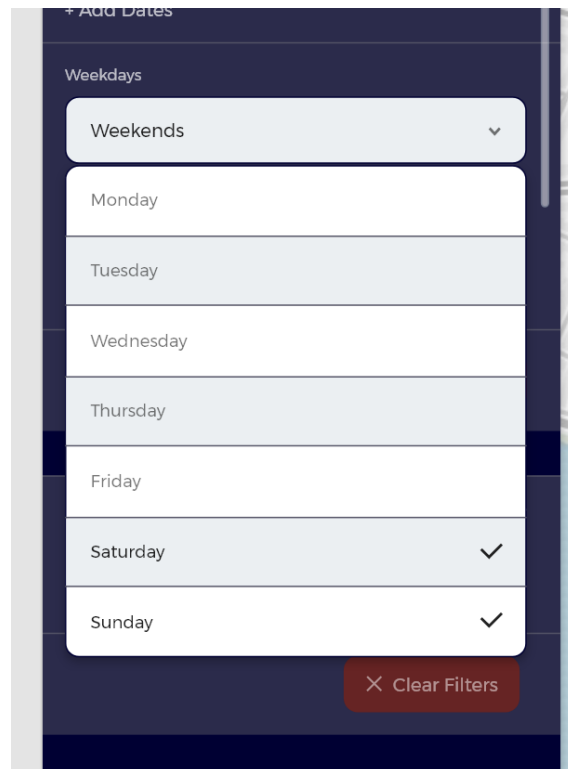 + Add Dates
Weekdays
Weekends
Monday
Tuesday
Wednesday
Thursday
Friday
Saturday
Sunday
Clear Filters